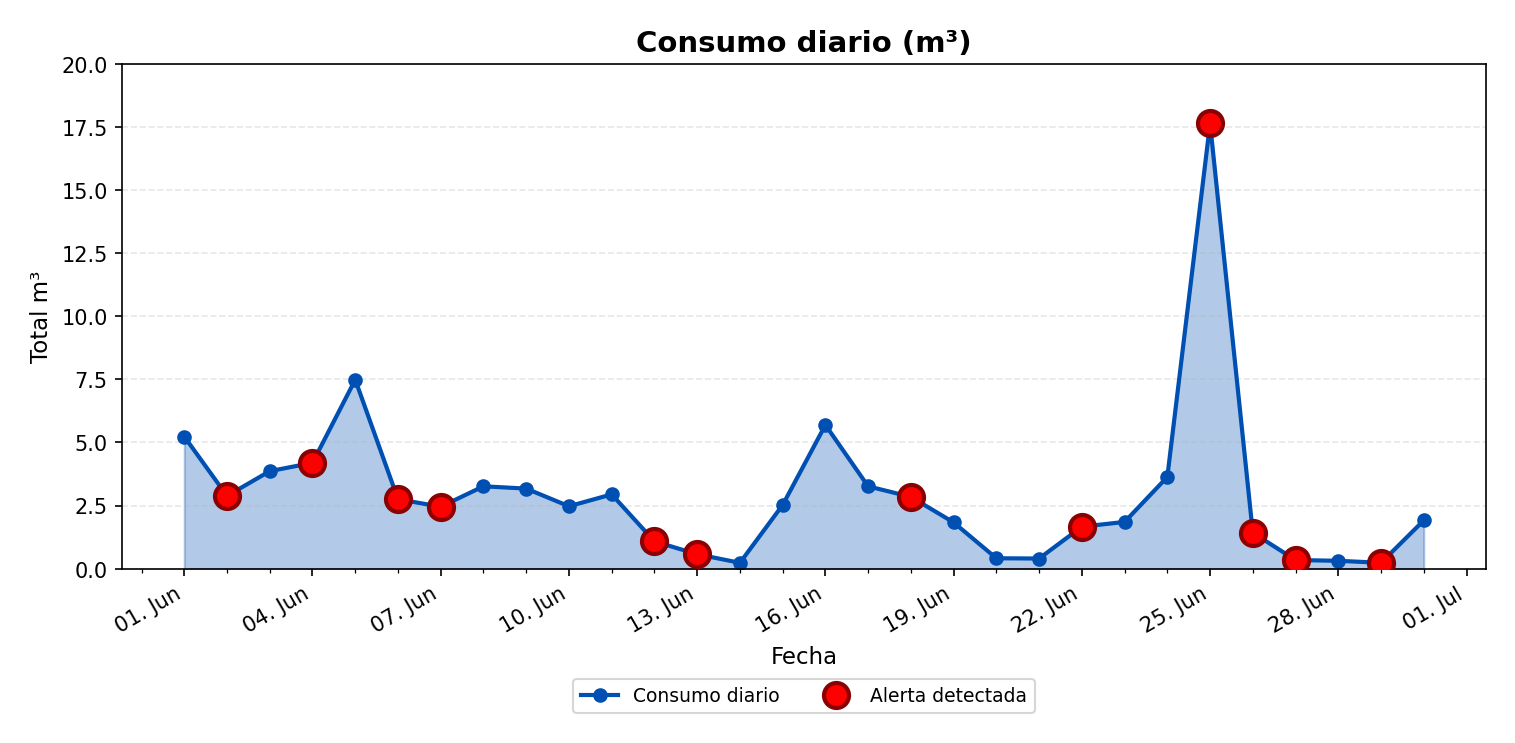 Consumo diario (m³)
Total m³
20.0
17.5
15.0
12.5
10.0
7.5
5.0
2.5
0.0
01. Jun
04. Jun
07. Jun
10. Jun
13. Jun
16. Jun
19. Jun
22. Jun
25. Jun
28. Jun
01. Jul
Fecha
Consumo diario
Alerta detectada